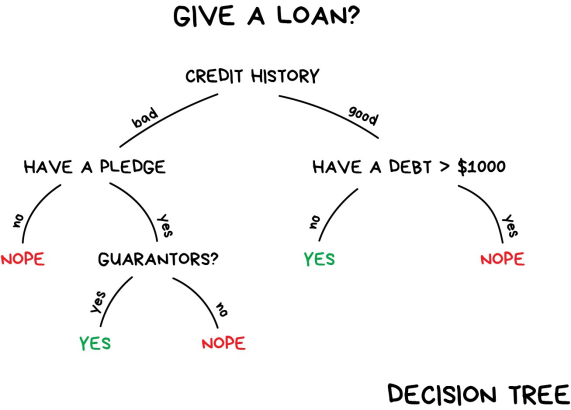 GIVE A LOAN?
CREDIT HISTORY
bad
good
HAVE A PLEDGE
HAVE A DEBT > $1000
no
yes
no
yes
NOPE
GUARANTORS?
YES
NOPE
yes
no
YES
NOPE
DECISION TREE